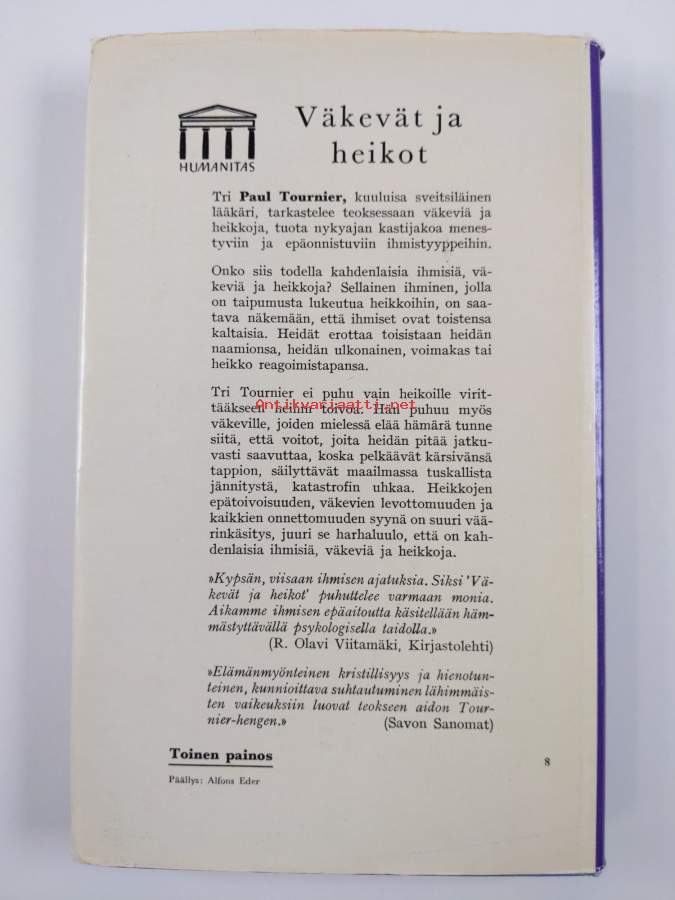 HUMANITAS
Väkevät ja
heikot
Tri Paul Tournier, kuuluisa sveitsiläinen
lääkäri, tarkastelee teoksessaan väkeviä ja
heikkoja, tuota nykyajan kastijakoa menes-
tyviin ja epäonnistuviin ihmistyyppeihin.
Onko siis todella kahdenlaisia ihmisiä, vä-
keviä ja heikkoja? Sellainen ihminen, jolla
on taipumusta lukeutua heikkoihin, on saa-
tava näkemään, että ihmiset ovat toistensa
kaltaisia. Heidät erottaa toisistaan heidän
naamionsa, heidän ulkonainen, voimakas tai
heikko reagoimistapansa.
Tri Tournier ei puhu vain heikoille virit-
tääkseen heihin toivoa. Hän puhuu myös
Antikvariaatti.net
väkeville, joiden mielessä elää hämärä tunne
siitä, että voitot, joita heidän pitää jatku-
vasti saavuttaa, koska pelkäävät kärsivänsä
tappion, säilyttävät maailmassa tuskallista
jännitystä, katastrofin uhkaa. Heikkojen
epätoivoisuuden, väkevien levottomuuden ja
kaikkien onnettomuuden syynä on suuri vää-
rinkäsitys, juuri se harhaluulo, että on kah-
denlaisia ihmisiä, väkeviä ja heikkoja.
»Kypsän, viisaan ihmisen ajatuksia. Siksi 'Vä-
kevät ja heikot' puhuttelee varmaan monia.
Aikamme ihmisen epäaitoutta käsitellään häm-
mästyttävällä psykologisella taidolla.»
(R. Olavi Viitamäki, Kirjastolehti)
»Elämänmyönteinen kristillisyys ja hienotun-
teinen, kunnioittava suhtautuminen lähimmäis-
ten vaikeuksiin luovat teokseen aidon Tour-
nier-hengen.» (Savon Sanomat)
Toinen painos
8
Päällys: Alfons Eder